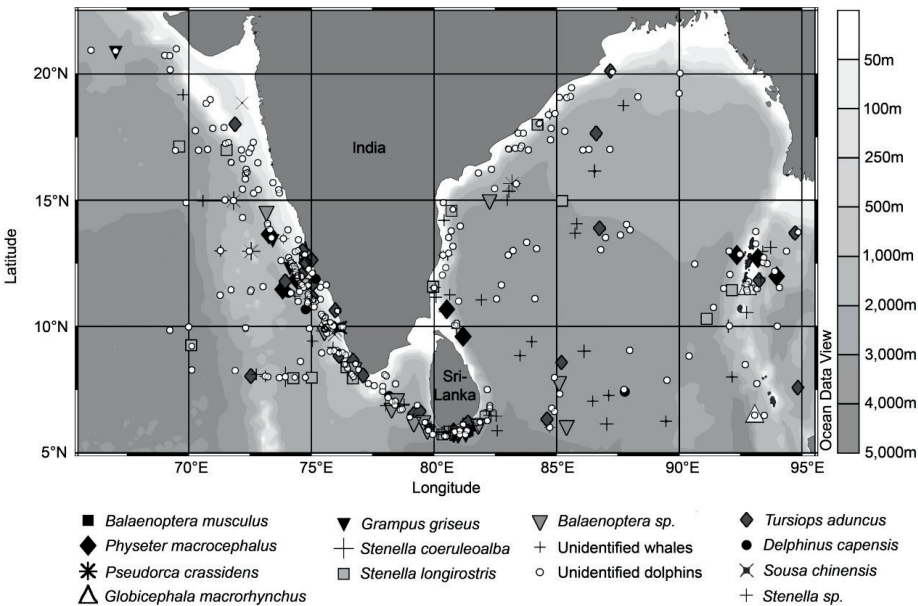 20°N
15°N
10°N
5°N
Latitude
70°N
75°N
80°N
85°N
90°N
95°N
Longitude
India
Sri-
Lanka
Ocean Data View
50m
100m
250m
500m
1,000m
2,000m
3,000m
4,000m
5,000m
Balaenoptera musculus
Physeter macrocephalus
Pseudorca crassidens
Globicephala macrorhynchus
Grampus griseus
Stenella coeruleoalba
Stenella longirostris
Balaenoptera sp.
Unidentified whales
Unidentified dolphins
Tursiops aduncus
Delphinus capensis
Sousa chinensis
Stenella sp.